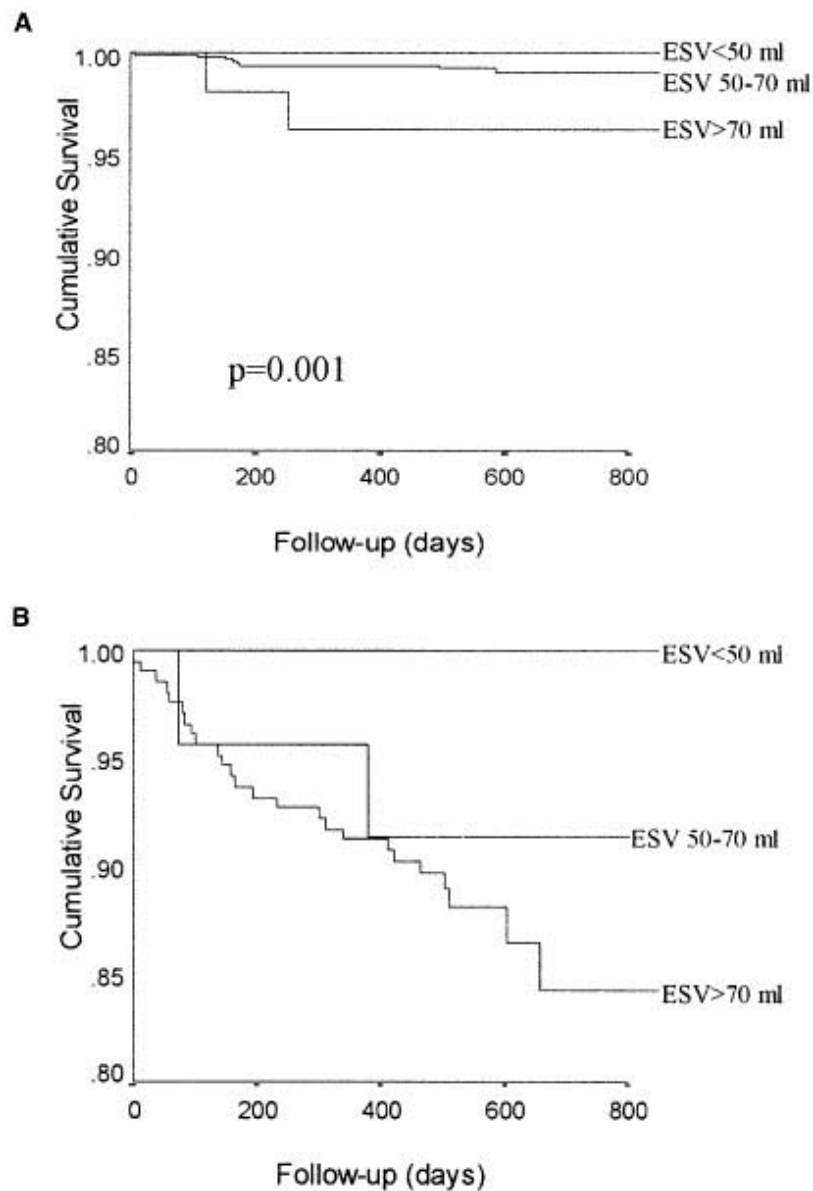 A
Cumulative Survival
1.00
.95
.90
.85
.80
ESV<50 ml
ESV 50-70 ml
ESV>70 ml
p=0.001
0 200 400 600 800
Follow-up (days)
B
Cumulative Survival
1.00
.95
.90
.85
.80
ESV<50 ml
ESV 50-70 ml
ESV>70 ml
0 200 400 600 800
Follow-up (days)